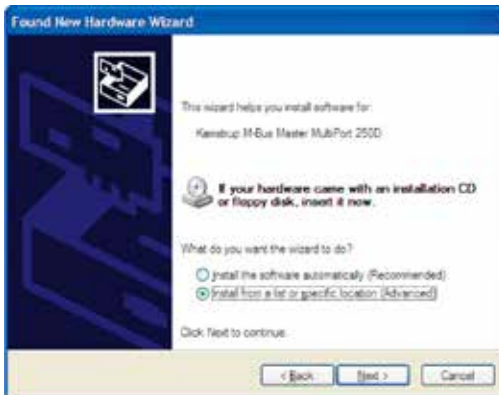 Found New Hardware Wizard
This wizard helps you install software for:
Kamstrup M-Bus Master MultiPort 250D
If your hardware came with an installation CD
or floppy disk, insert it now.
What do you want the wizard to do?
Install the software automatically (Recommended)
Install from a list or specific location (Advanced)
Click Next to continue.
< Back
Next >
Cancel